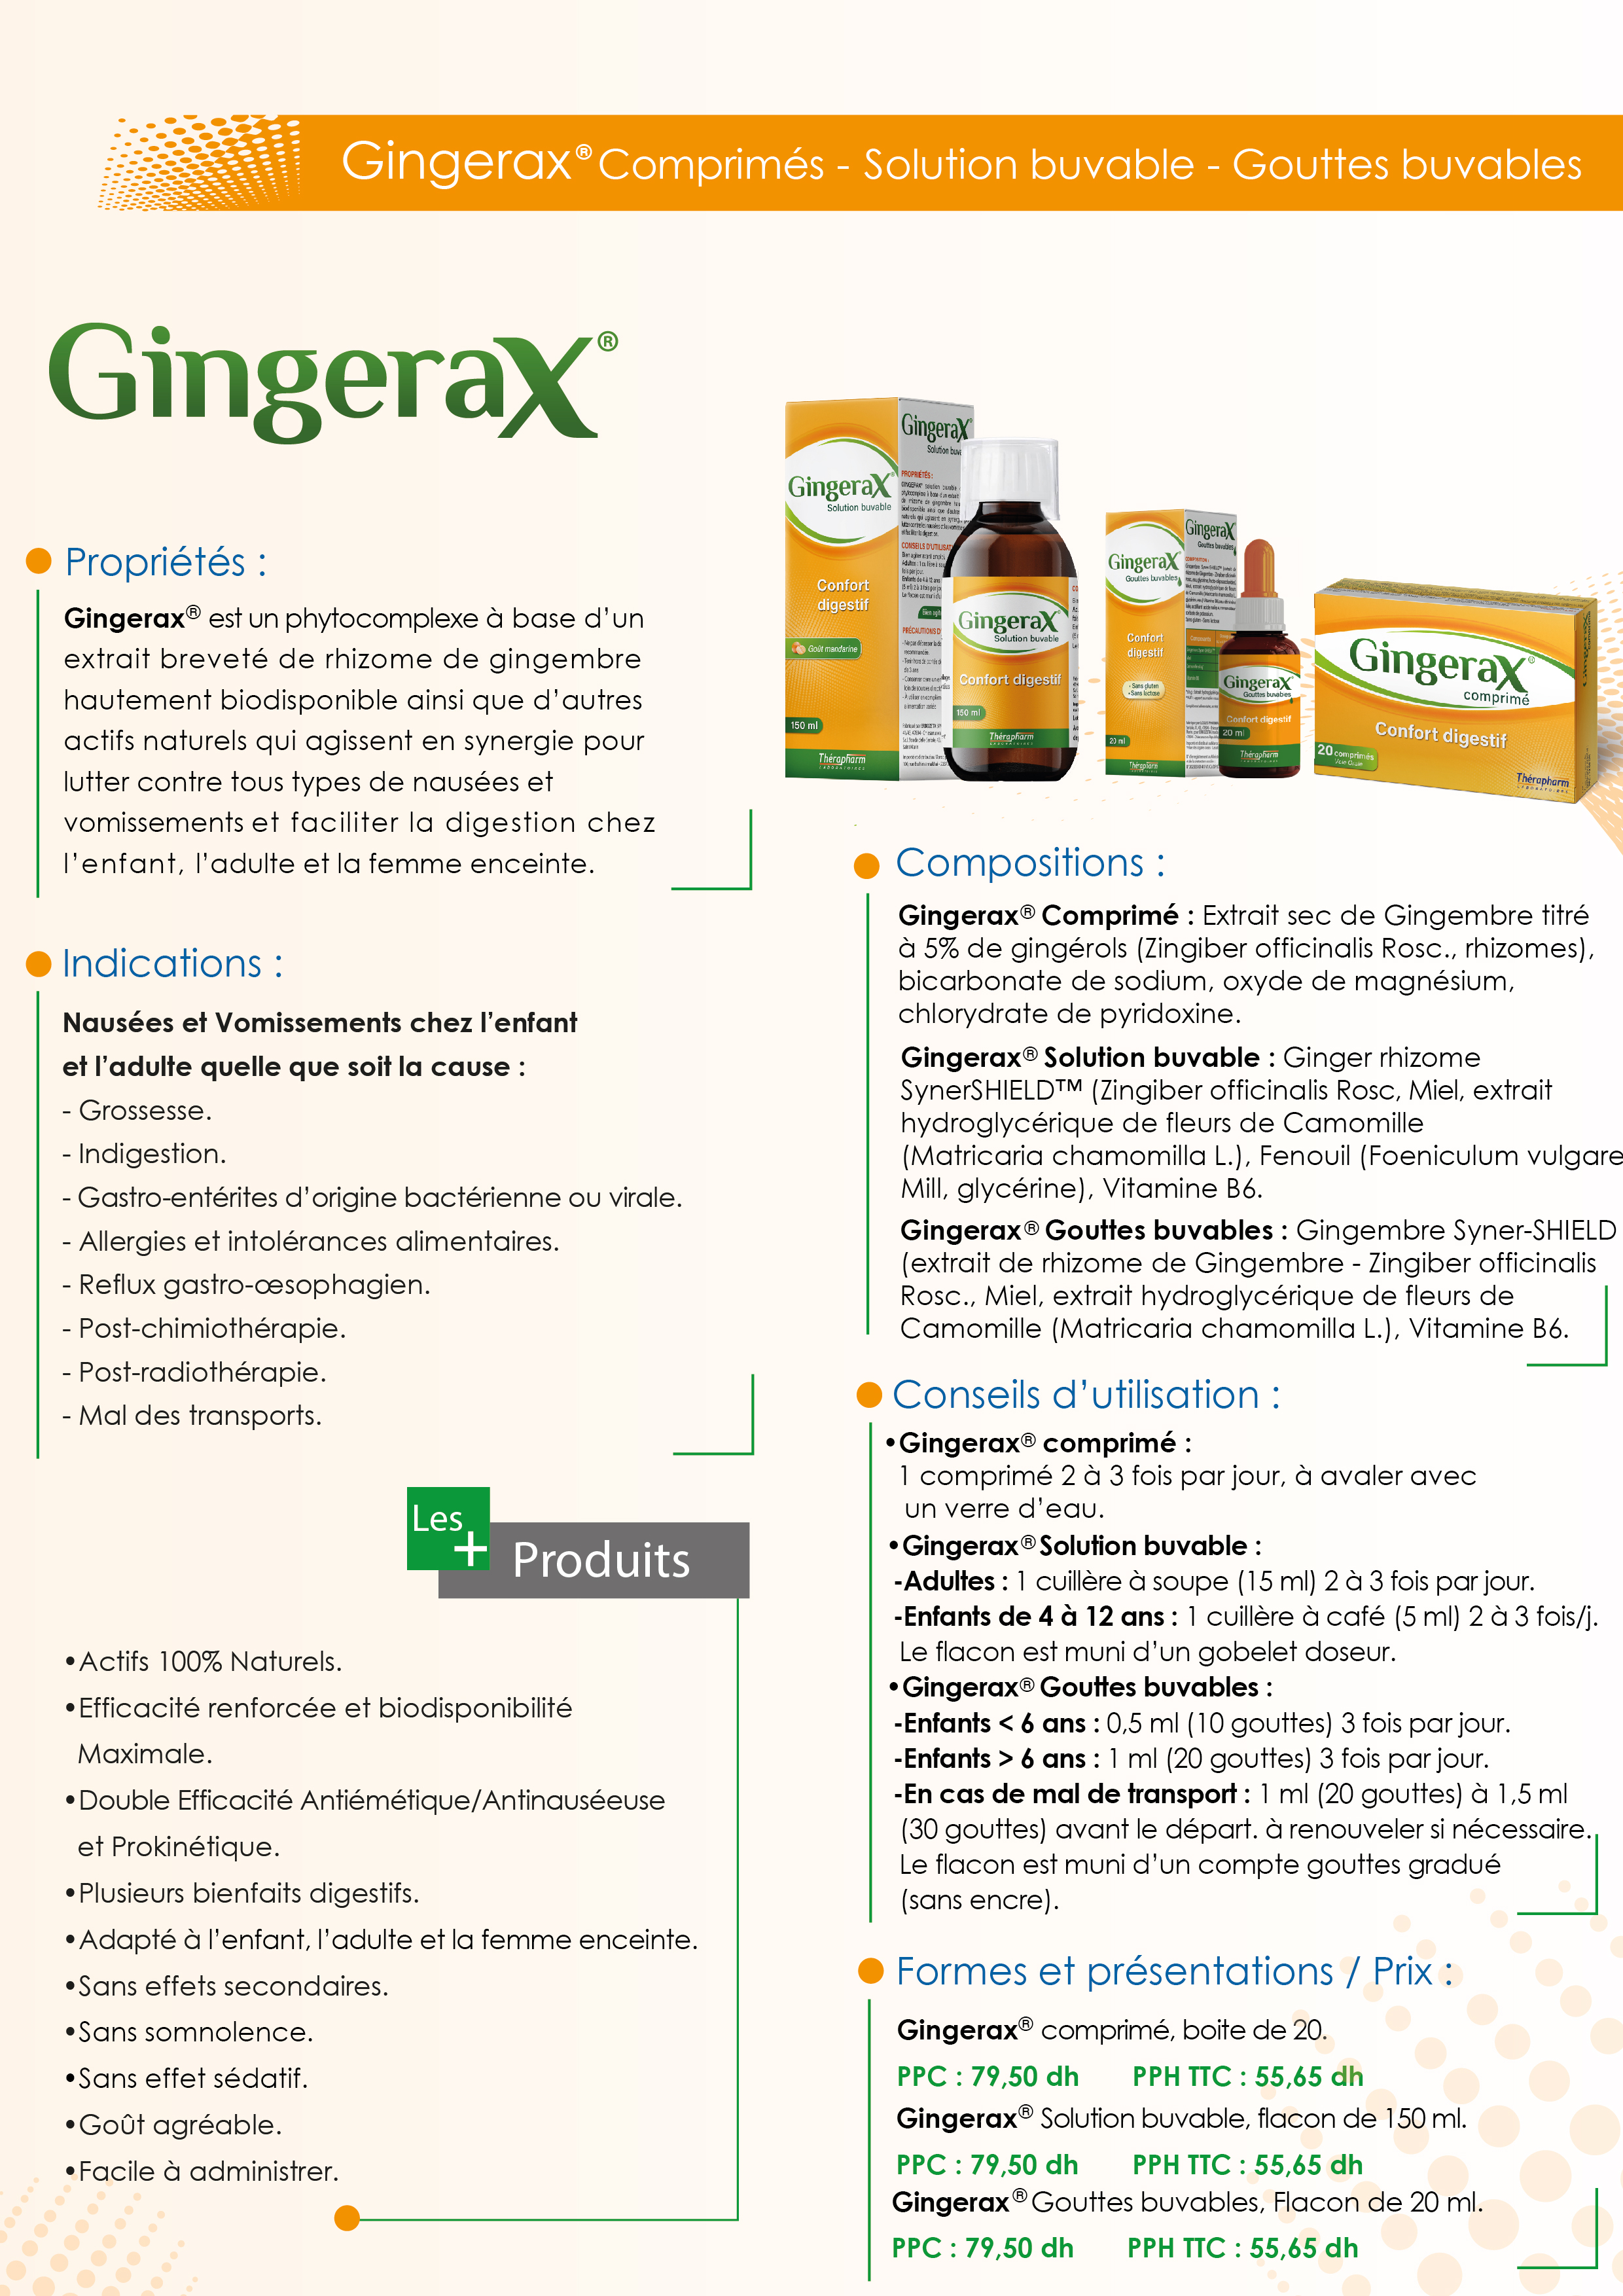 Gingerax® Comprimés - Solution buvable - Gouttes buvables
Gingerax®
Propriétés :
Gingerax® est un phytocomplexe à base d’un
extrait breveté de rhizome de gingembre
hautement biodisponible ainsi que d’autres
actifs naturels qui agissent en synergie pour
lutter contre tous types de nausées et
vomissements et faciliter la digestion chez
l’enfant, l’adulte et la femme enceinte.
Indications :
Nausées et Vomissements chez l’enfant
et l’adulte quelle que soit la cause :
- Grossesse.
- Indigestion.
- Gastro-entérites d’origine bactérienne ou virale.
- Allergies et intolérances alimentaires.
- Reflux gastro-œsophagien.
- Post-chimiothérapie.
- Post-radiothérapie.
- Mal des transports.
Les +
Produits
•Actifs 100% Naturels.
•Efficacité renforcée et biodisponibilité
Maximale.
•Double Efficacité Antiémétique/Antinauséeuse
et Prokinétique.
•Plusieurs bienfaits digestifs.
•Adapté à l’enfant, l’adulte et la femme enceinte.
•Sans effets secondaires.
•Sans somnolence.
•Sans effet sédatif.
•Goût agréable.
•Facile à administrer.
GingeraX
Solution buvable
Confort
digestif
Goût mandarine
150 ml
Thérapharm
LABORATOIRES
GingeraX
PROPRIÉTÉS :
GingeraX
Solution buvable
Confort digestif
150 ml
Thérapharm
LABORATOIRES
GingeraX
Gouttes buvables
Confort
digestif
- Sans gluten
- Sans lactose
20 ml
Thérapharm
GingeraX
Gouttes buvables
GingeraX
Gouttes buvables
Confort digestif
20 ml
Thérapharm
GingeraX®
comprimé
Confort digestif
20 comprimés
Voie Orale
Thérapharm
LABORATOIRES
Compositions :
Gingerax® Comprimé : Extrait sec de Gingembre titré
à 5% de gingérols (Zingiber officinalis Rosc., rhizomes),
bicarbonate de sodium, oxyde de magnésium,
chlorydrate de pyridoxine.
Gingerax® Solution buvable : Ginger rhizome
SynerSHIELD™ (Zingiber officinalis Rosc, Miel, extrait
hydroglycérique de fleurs de Camomille
(Matricaria chamomilla L.), Fenouil (Foeniculum vulgare
Mill, glycérine), Vitamine B6.
Gingerax® Gouttes buvables : Gingembre Syner-SHIELD
(extrait de rhizome de Gingembre - Zingiber officinalis
Rosc., Miel, extrait hydroglycérique de fleurs de
Camomille (Matricaria chamomilla L.), Vitamine B6.
Conseils d’utilisation :
•Gingerax® comprimé :
1 comprimé 2 à 3 fois par jour, à avaler avec
un verre d’eau.
•Gingerax® Solution buvable :
-Adultes : 1 cuillère à soupe (15 ml) 2 à 3 fois par jour.
-Enfants de 4 à 12 ans : 1 cuillère à café (5 ml) 2 à 3 fois/j.
Le flacon est muni d’un gobelet doseur.
•Gingerax® Gouttes buvables :
-Enfants < 6 ans : 0,5 ml (10 gouttes) 3 fois par jour.
-Enfants > 6 ans : 1 ml (20 gouttes) 3 fois par jour.
-En cas de mal de transport : 1 ml (20 gouttes) à 1,5 ml
(30 gouttes) avant le départ. à renouveler si nécessaire.
Le flacon est muni d’un compte gouttes gradué
(sans encre).
Formes et présentations / Prix :
Gingerax® comprimé, boite de 20.
PPC : 79,50 dh PPH TTC : 55,65 dh
Gingerax® Solution buvable, flacon de 150 ml.
PPC : 79,50 dh PPH TTC : 55,65 dh
Gingerax® Gouttes buvables, Flacon de 20 ml.
PPC : 79,50 dh PPH TTC : 55,65 dh